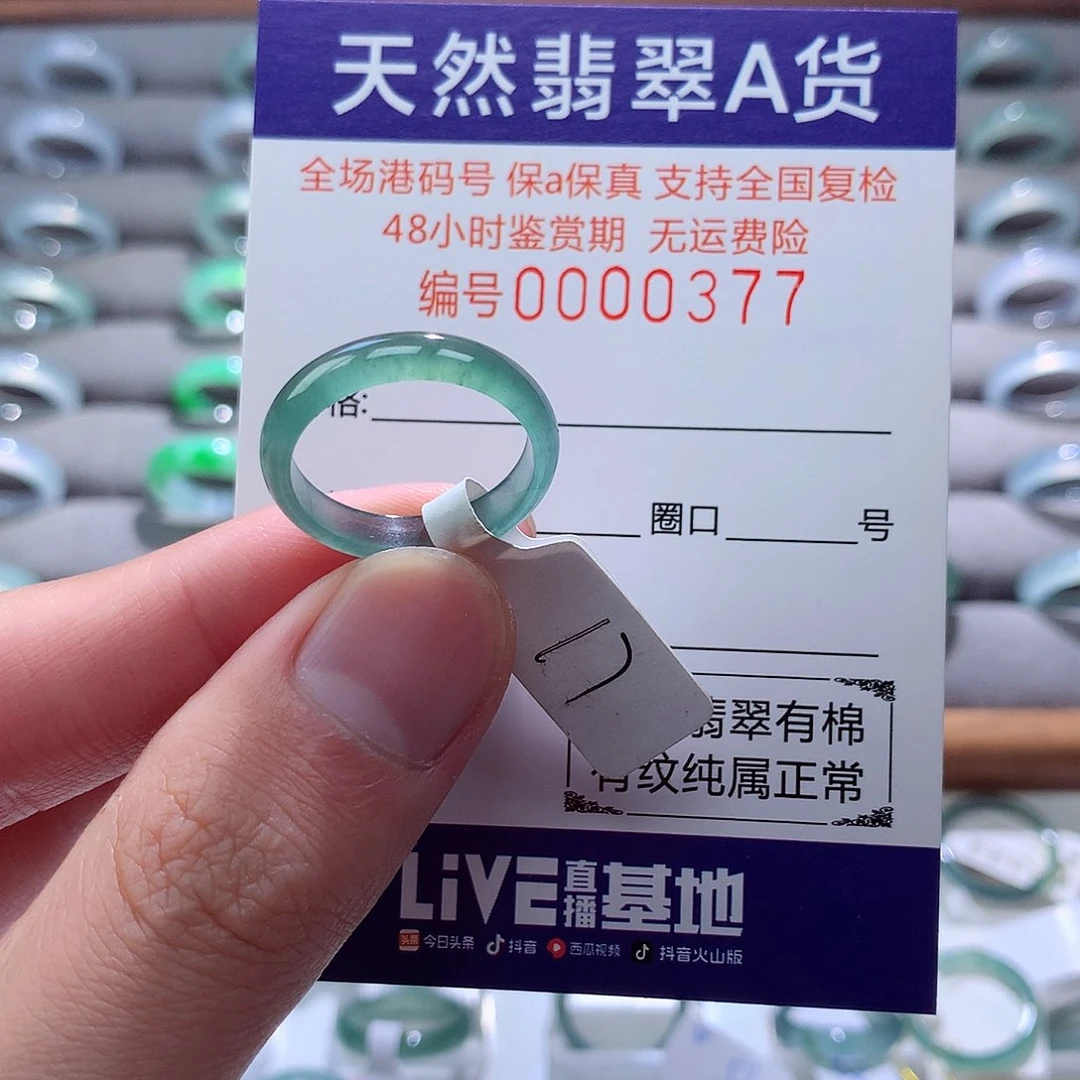 天然翡翠A货
全场港码号 保a保真 支持全国复检
48小时鉴赏期 无运费险
编号0000377
格:
圈口 号
翡翠有棉
有纹纯属正常
LiVE直播基地
头条 今日头条 抖音 西瓜视频 抖音火山版